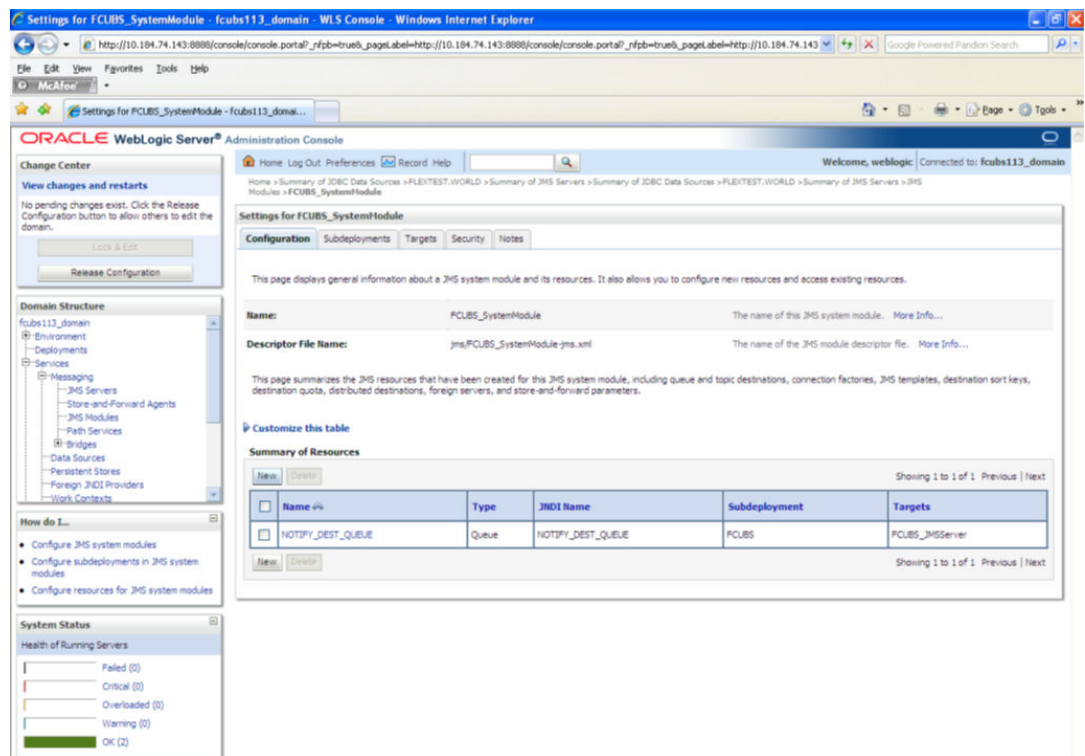 Settings for FCUBS_SystemModule - fcubs113_domain - WLS Console - Windows Internet Explorer
http://10.184.74.143:8888/console/console.portal?_nfpb=true&_pageLabel=http://10.184.74.143:8888/console/console.portal?_nfpb=true&_pageLabel=http://10.184.74.143
Google Powered Pandion Search
File Edit View Favorites Tools Help
McAfee
Settings for FCUBS_SystemModule - fcubs113_domai...
Page Tools
ORACLE WebLogic Server® Administration Console
Change Center
View changes and restarts
No pending changes exist. Click the Release
Configuration button to allow others to edit the
domain.
Lock & Edit
Release Configuration
Domain Structure
fcubs113_domain
Environment
Deployments
Services
Messaging
JMS Servers
Store-and-Forward Agents
JMS Modules
Path Services
Bridges
Data Sources
Persistent Stores
Foreign JNDI Providers
Work Contexts
How do I...
Configure JMS system modules
Configure subdeployments in JMS system
modules
Configure resources for JMS system modules
System Status
Health of Running Servers
Failed (0)
Critical (0)
Overloaded (0)
Warning (0)
OK (2)
Home Log Out Preferences Record Help
Welcome, weblogic Connected to: fcubs113_domain
Home >Summary of JDBC Data Sources >FLEXTEST.WORLD >Summary of JMS Servers >Summary of JDBC Data Sources >FLEXTEST.WORLD >Summary of JMS Servers >JMS
Modules >FCUBS_SystemModule
Settings for FCUBS_SystemModule
Configuration Subdeployments Targets Security Notes
This page displays general information about a JMS system module and its resources. It also allows you to configure new resources and access existing resources.
Name: FCUBS_SystemModule The name of this JMS system module. More Info...
Descriptor File Name: jms/FCUBS_SystemModule-jms.xml The name of the JMS module descriptor file. More Info...
This page summarizes the JMS resources that have been created for this JMS system module, including queue and topic destinations, connection factories, JMS templates, destination sort keys,
destination quota, distributed destinations, foreign servers, and store-and-forward parameters.
Customize this table
Summary of Resources
New Delete Showing 1 to 1 of 1 Previous | Next
Name Type JNDI Name Subdeployment Targets
NOTIFY_DEST_QUEUE Queue NOTIFY_DEST_QUEUE FCUBS FCUBS_JMSServer
New Delete Showing 1 to 1 of 1 Previous | Next